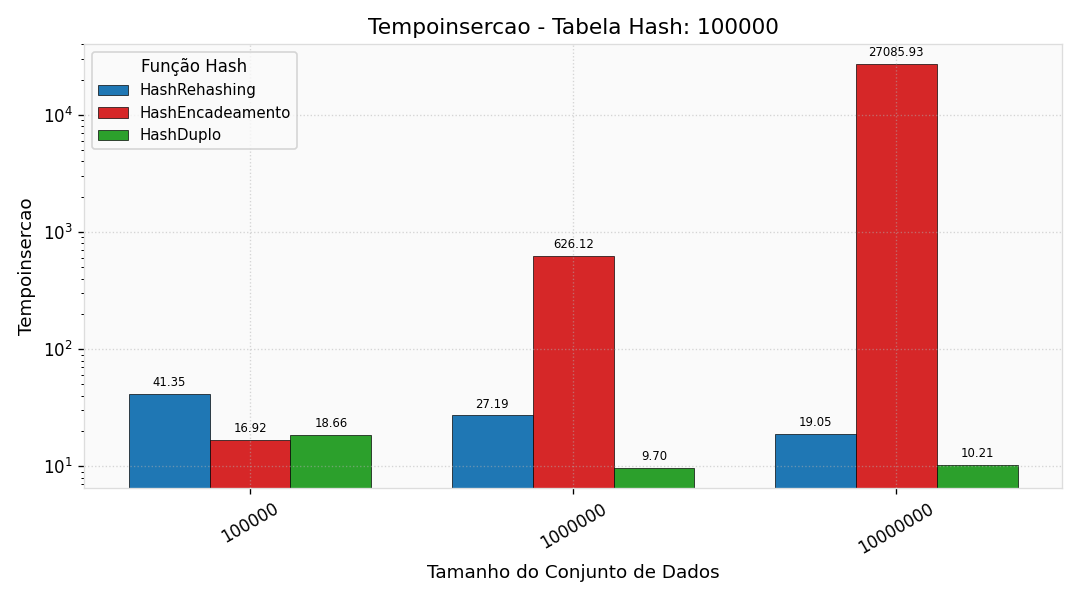 Tempoinsercao - Tabela Hash: 100000
Função Hash
HashRehashing
HashEncadeamento
HashDuplo
Tempoinsercao
10^4
10^3
10^2
10^1
41.35
16.92
18.66
27.19
626.12
9.70
19.05
27085.93
10.21
100000
1000000
10000000
Tamanho do Conjunto de Dados